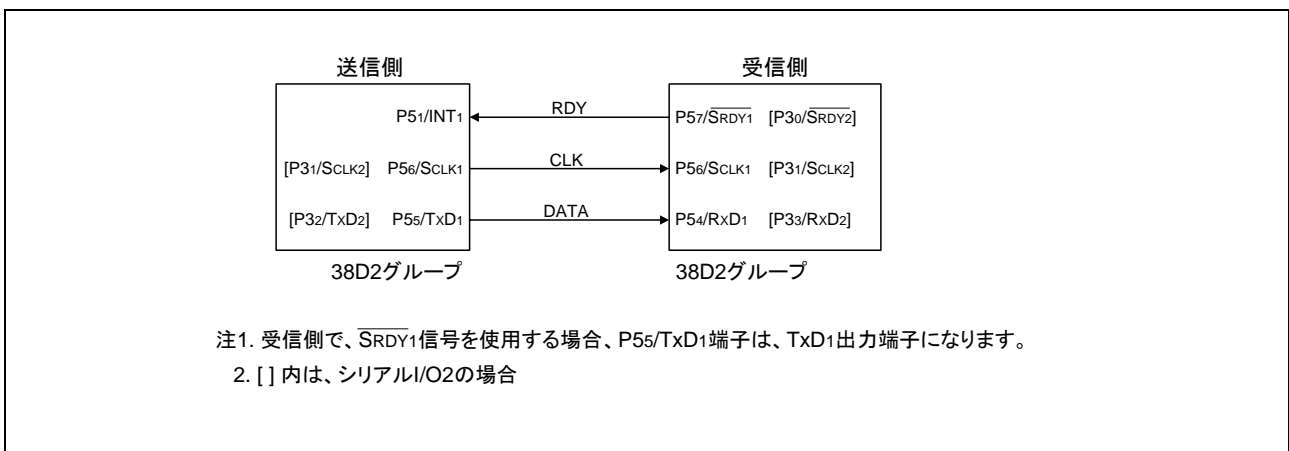 送信側 受信側
P51/INT1 RDY P57/SRDY1 [P30/SRDY2]
[P31/SCLK2] P56/SCLK1 CLK P56/SCLK1 [P31/SCLK2]
[P32/TxD2] P55/TxD1 DATA P54/RxD1 [P33/RxD2]
38D2グループ 38D2グループ
注1. 受信側で、SRDY1信号を使用する場合、P55/TxD1端子は、TxD1出力端子になります。
2. [ ] 内は、シリアルI/O2の場合